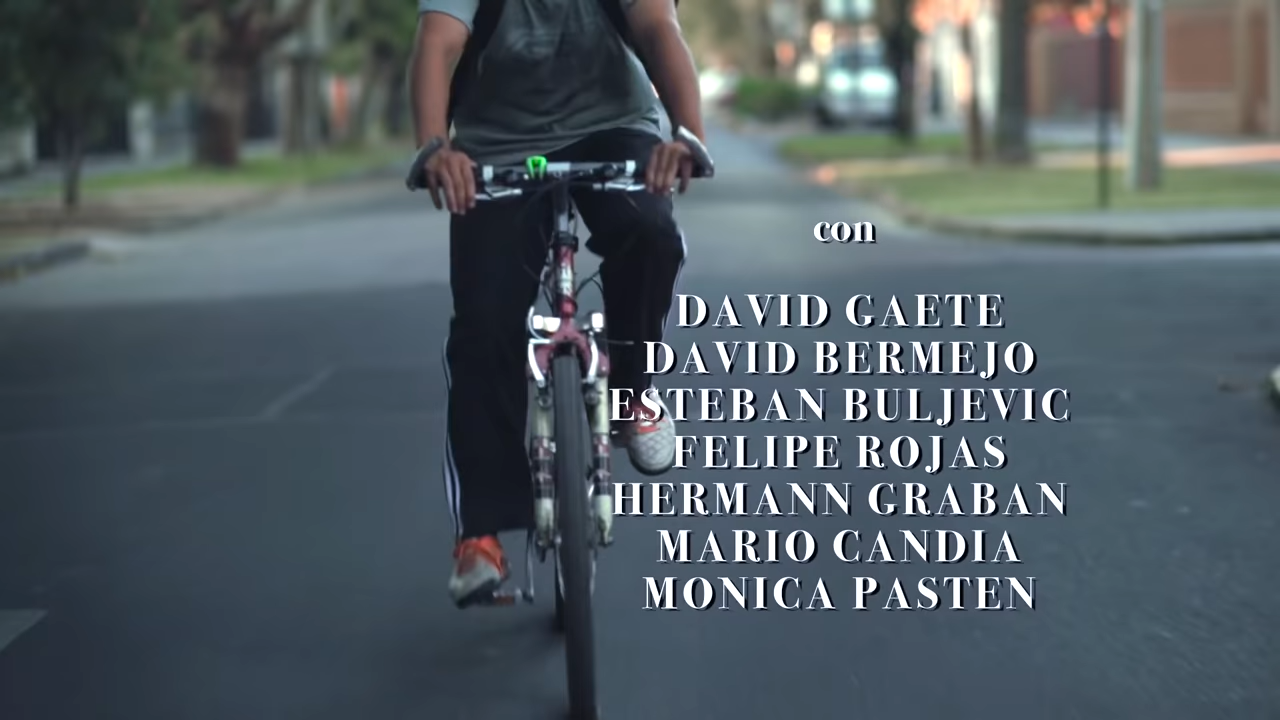 con
DAVID GAETE
DAVID BERMEJO
ESTEBAN BULJEVIC
FELIPE ROJAS
HERMANN GRABAN
MARIO CANDIA
MONICA PASTEN